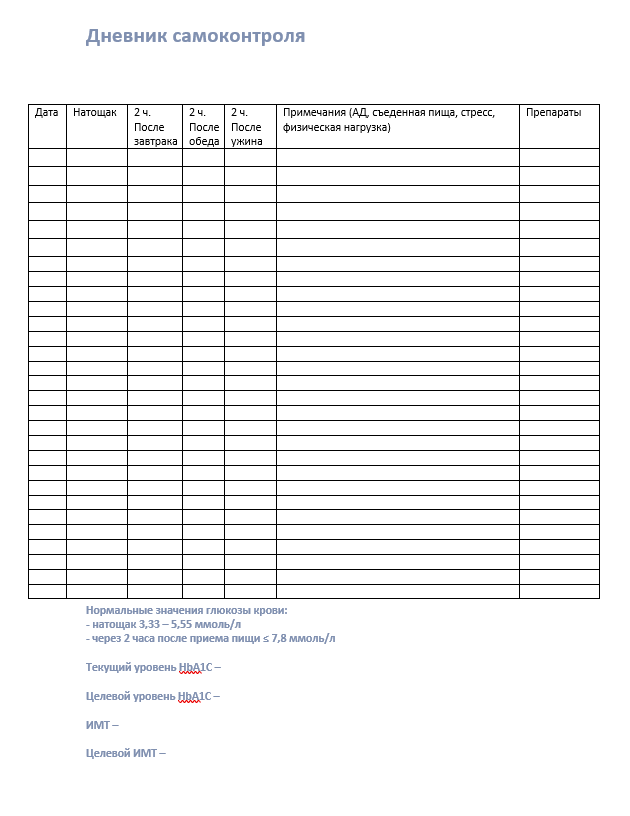 Дневник самоконтроля
Дата Натощак 2 ч. 2 ч. 2 ч. Примечания (АД, съеденная пища, стресс, Препараты
После После После физическая нагрузка)
завтрака обеда ужина
Нормальные значения глюкозы крови:
- натощак 3,33 – 5,55 ммоль/л
- через 2 часа после приема пищи ≤ 7,8 ммоль/л
Текущий уровень HbA1C –
Целевой уровень HbA1C –
ИМТ –
Целевой ИМТ –